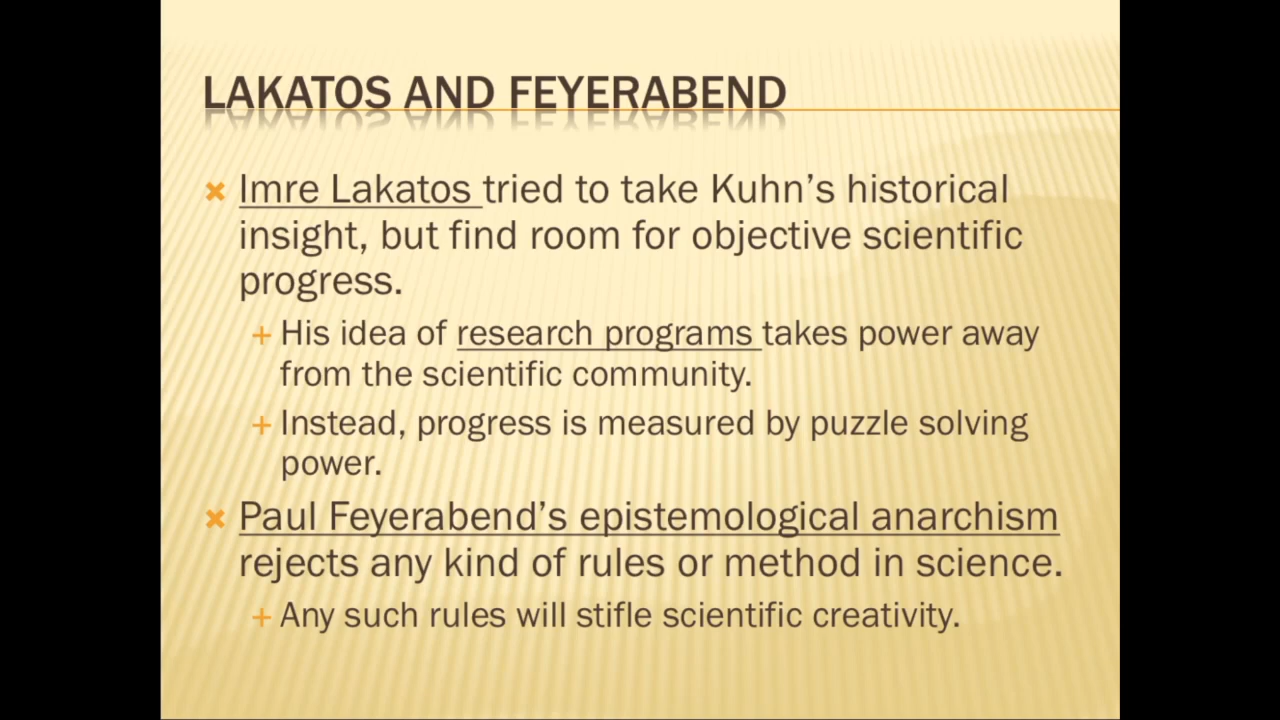 LAKATOS AND FEYERABEND
Imre Lakatos tried to take Kuhn’s historical
insight, but find room for objective scientific
progress.
His idea of research programs takes power away
from the scientific community.
Instead, progress is measured by puzzle solving
power.
Paul Feyerabend’s epistemological anarchism
rejects any kind of rules or method in science.
Any such rules will stifle scientific creativity.